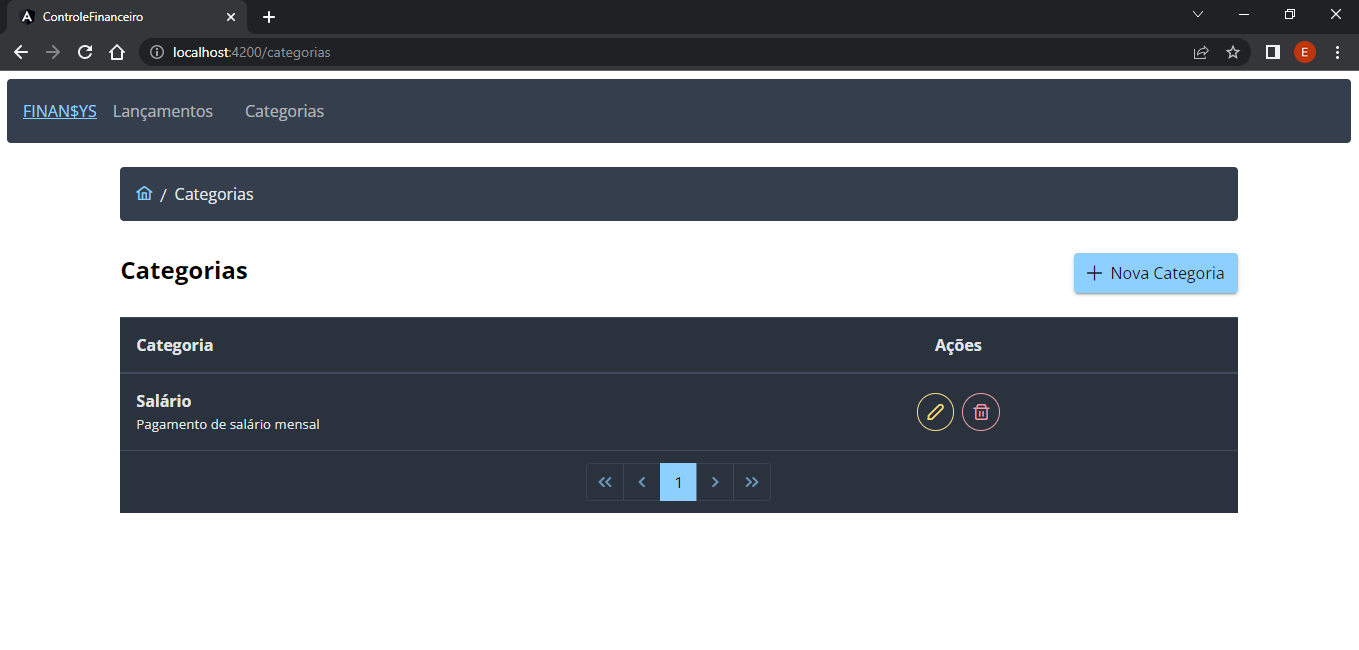 ControleFinanceiro
localhost:4200/categorias
E
FINAN$YS Lançamentos Categorias
/ Categorias
Categorias
Nova Categoria
Categoria Ações
Salário
Pagamento de salário mensal
1